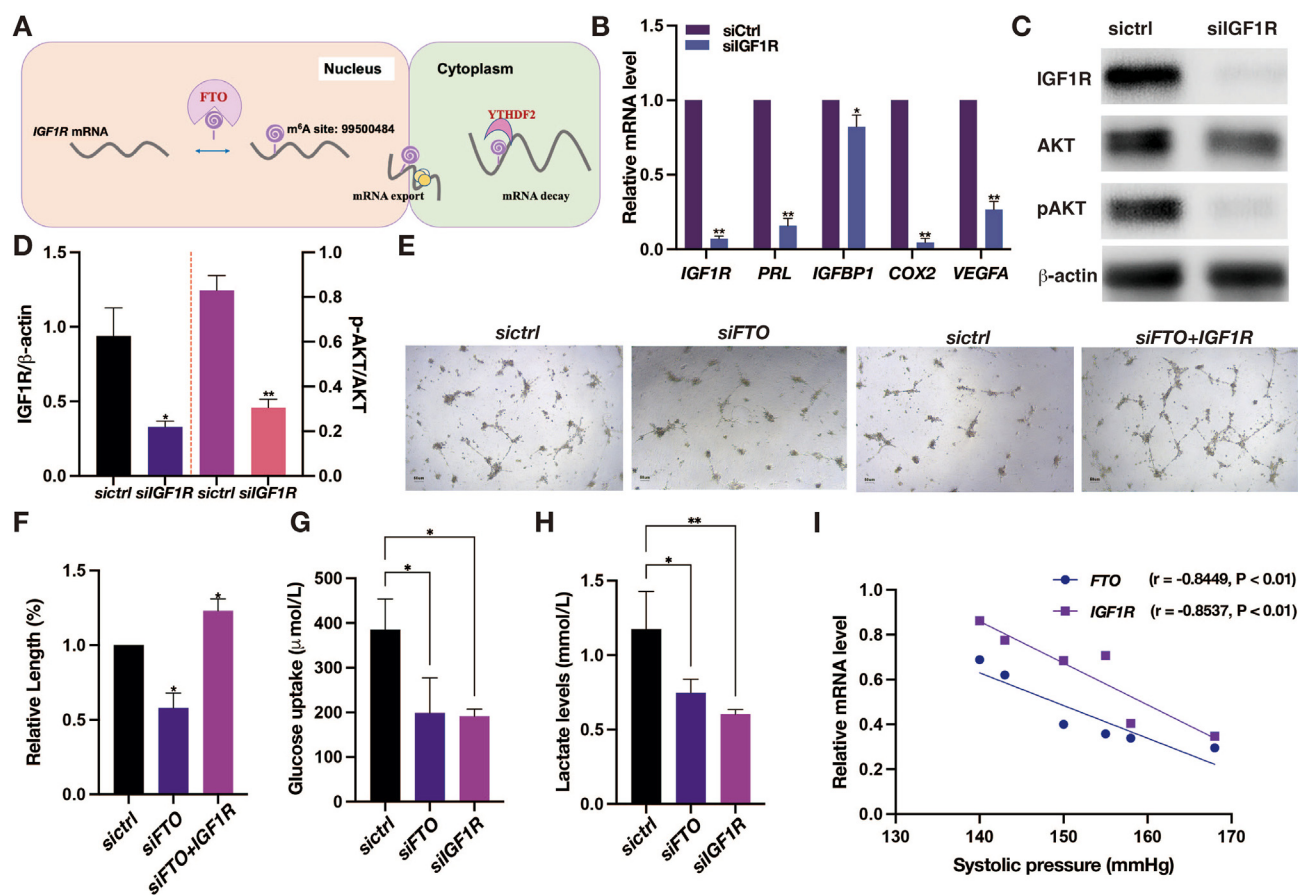 A
Nucleus
Cytoplasm
FTO
YTHDF2
IGF1R mRNA
m⁶A site: 99500484
mRNA export
mRNA decay
B
siCtrl
siIGF1R
Relative mRNA level
1.0
0.5
0.0
**
**
*
**
**
IGF1R
PRL
IGFBP1
COX2
VEGFA
C
sictrl
siIGF1R
IGF1R
AKT
pAKT
β-actin
D
IGF1R/β-actin
1.5
1.0
0.5
0.0
*
**
1.0
0.8
0.6
0.4
0.2
0.0
p-AKT/AKT
sictrl siIGF1R sictrl siIGF1R
E
sictrl
siFTO
sictrl
siFTO+IGF1R
F
Relative Length (%)
1.5
1.0
0.5
0.0
*
*
sictrl
siFTO
siFTO+IGF1R
G
Glucose uptake (μmol/L)
500
400
300
200
100
0
*
*
sictrl
siFTO
siIGF1R
H
Lactate levels (mmol/L)
1.5
1.0
0.5
0.0
**
*
sictrl
siFTO
siIGF1R
I
FTO (r = -0.8449, P < 0.01)
IGF1R (r = -0.8537, P < 0.01)
Relative mRNA level
1.0
0.8
0.6
0.4
0.2
0.0
130
140
150
160
170
Systolic pressure (mmHg)